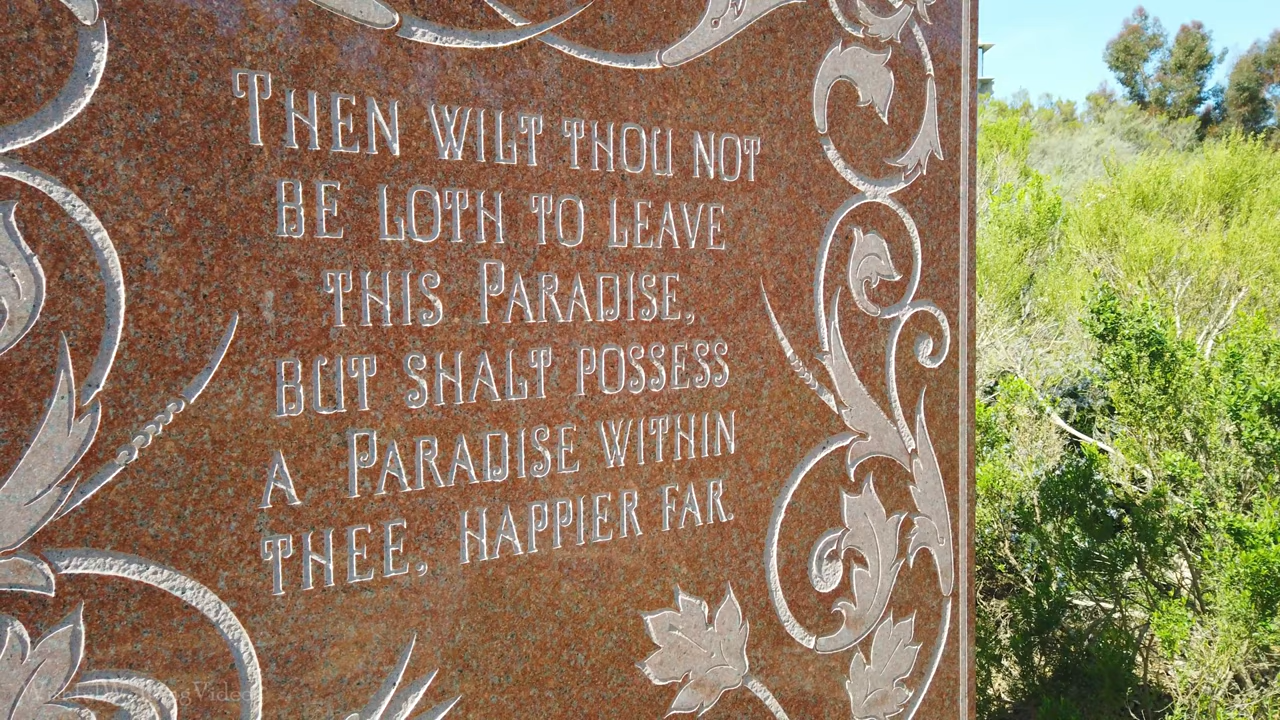 THEN WILT THOU NOT
BE LOTH TO LEAVE
THIS PARADISE,
BUT SHALT POSSESS
A PARADISE WITHIN
THEE, HAPPIER FAR.